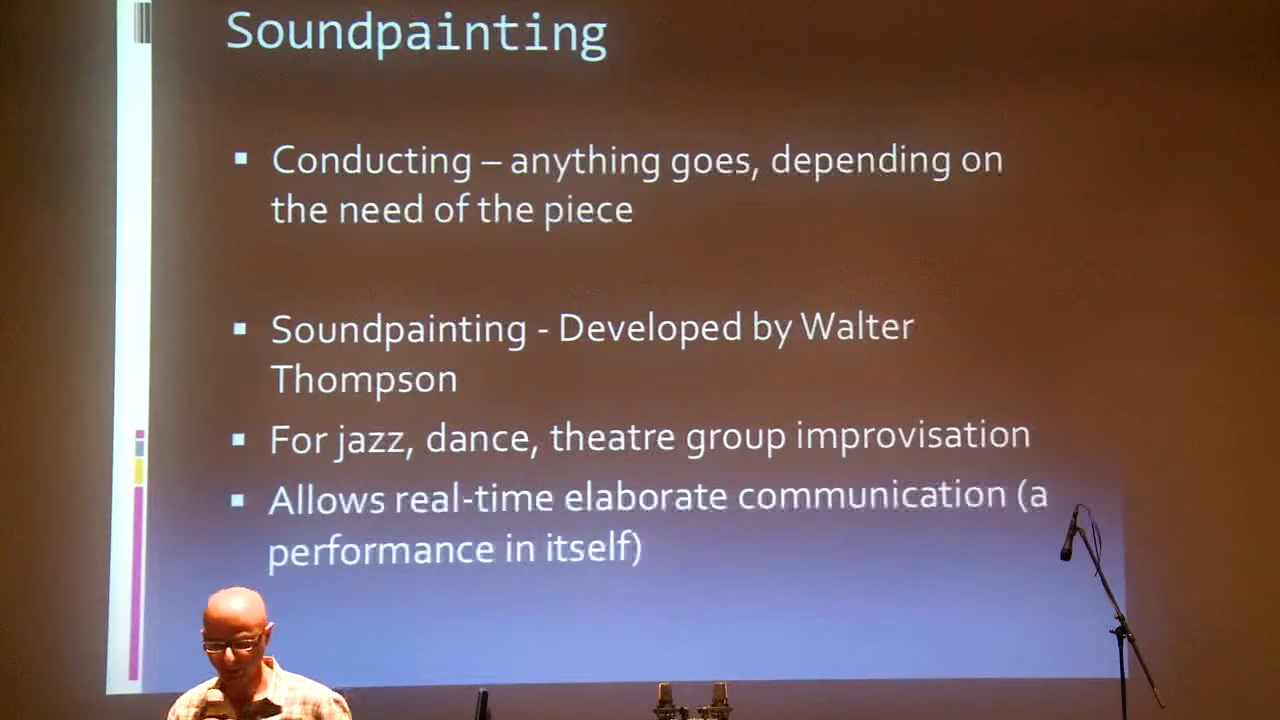 Soundpainting
▪ Conducting – anything goes, depending on
the need of the piece
▪ Soundpainting - Developed by Walter
Thompson
▪ For jazz, dance, theatre group improvisation
▪ Allows real-time elaborate communication (a
performance in itself)